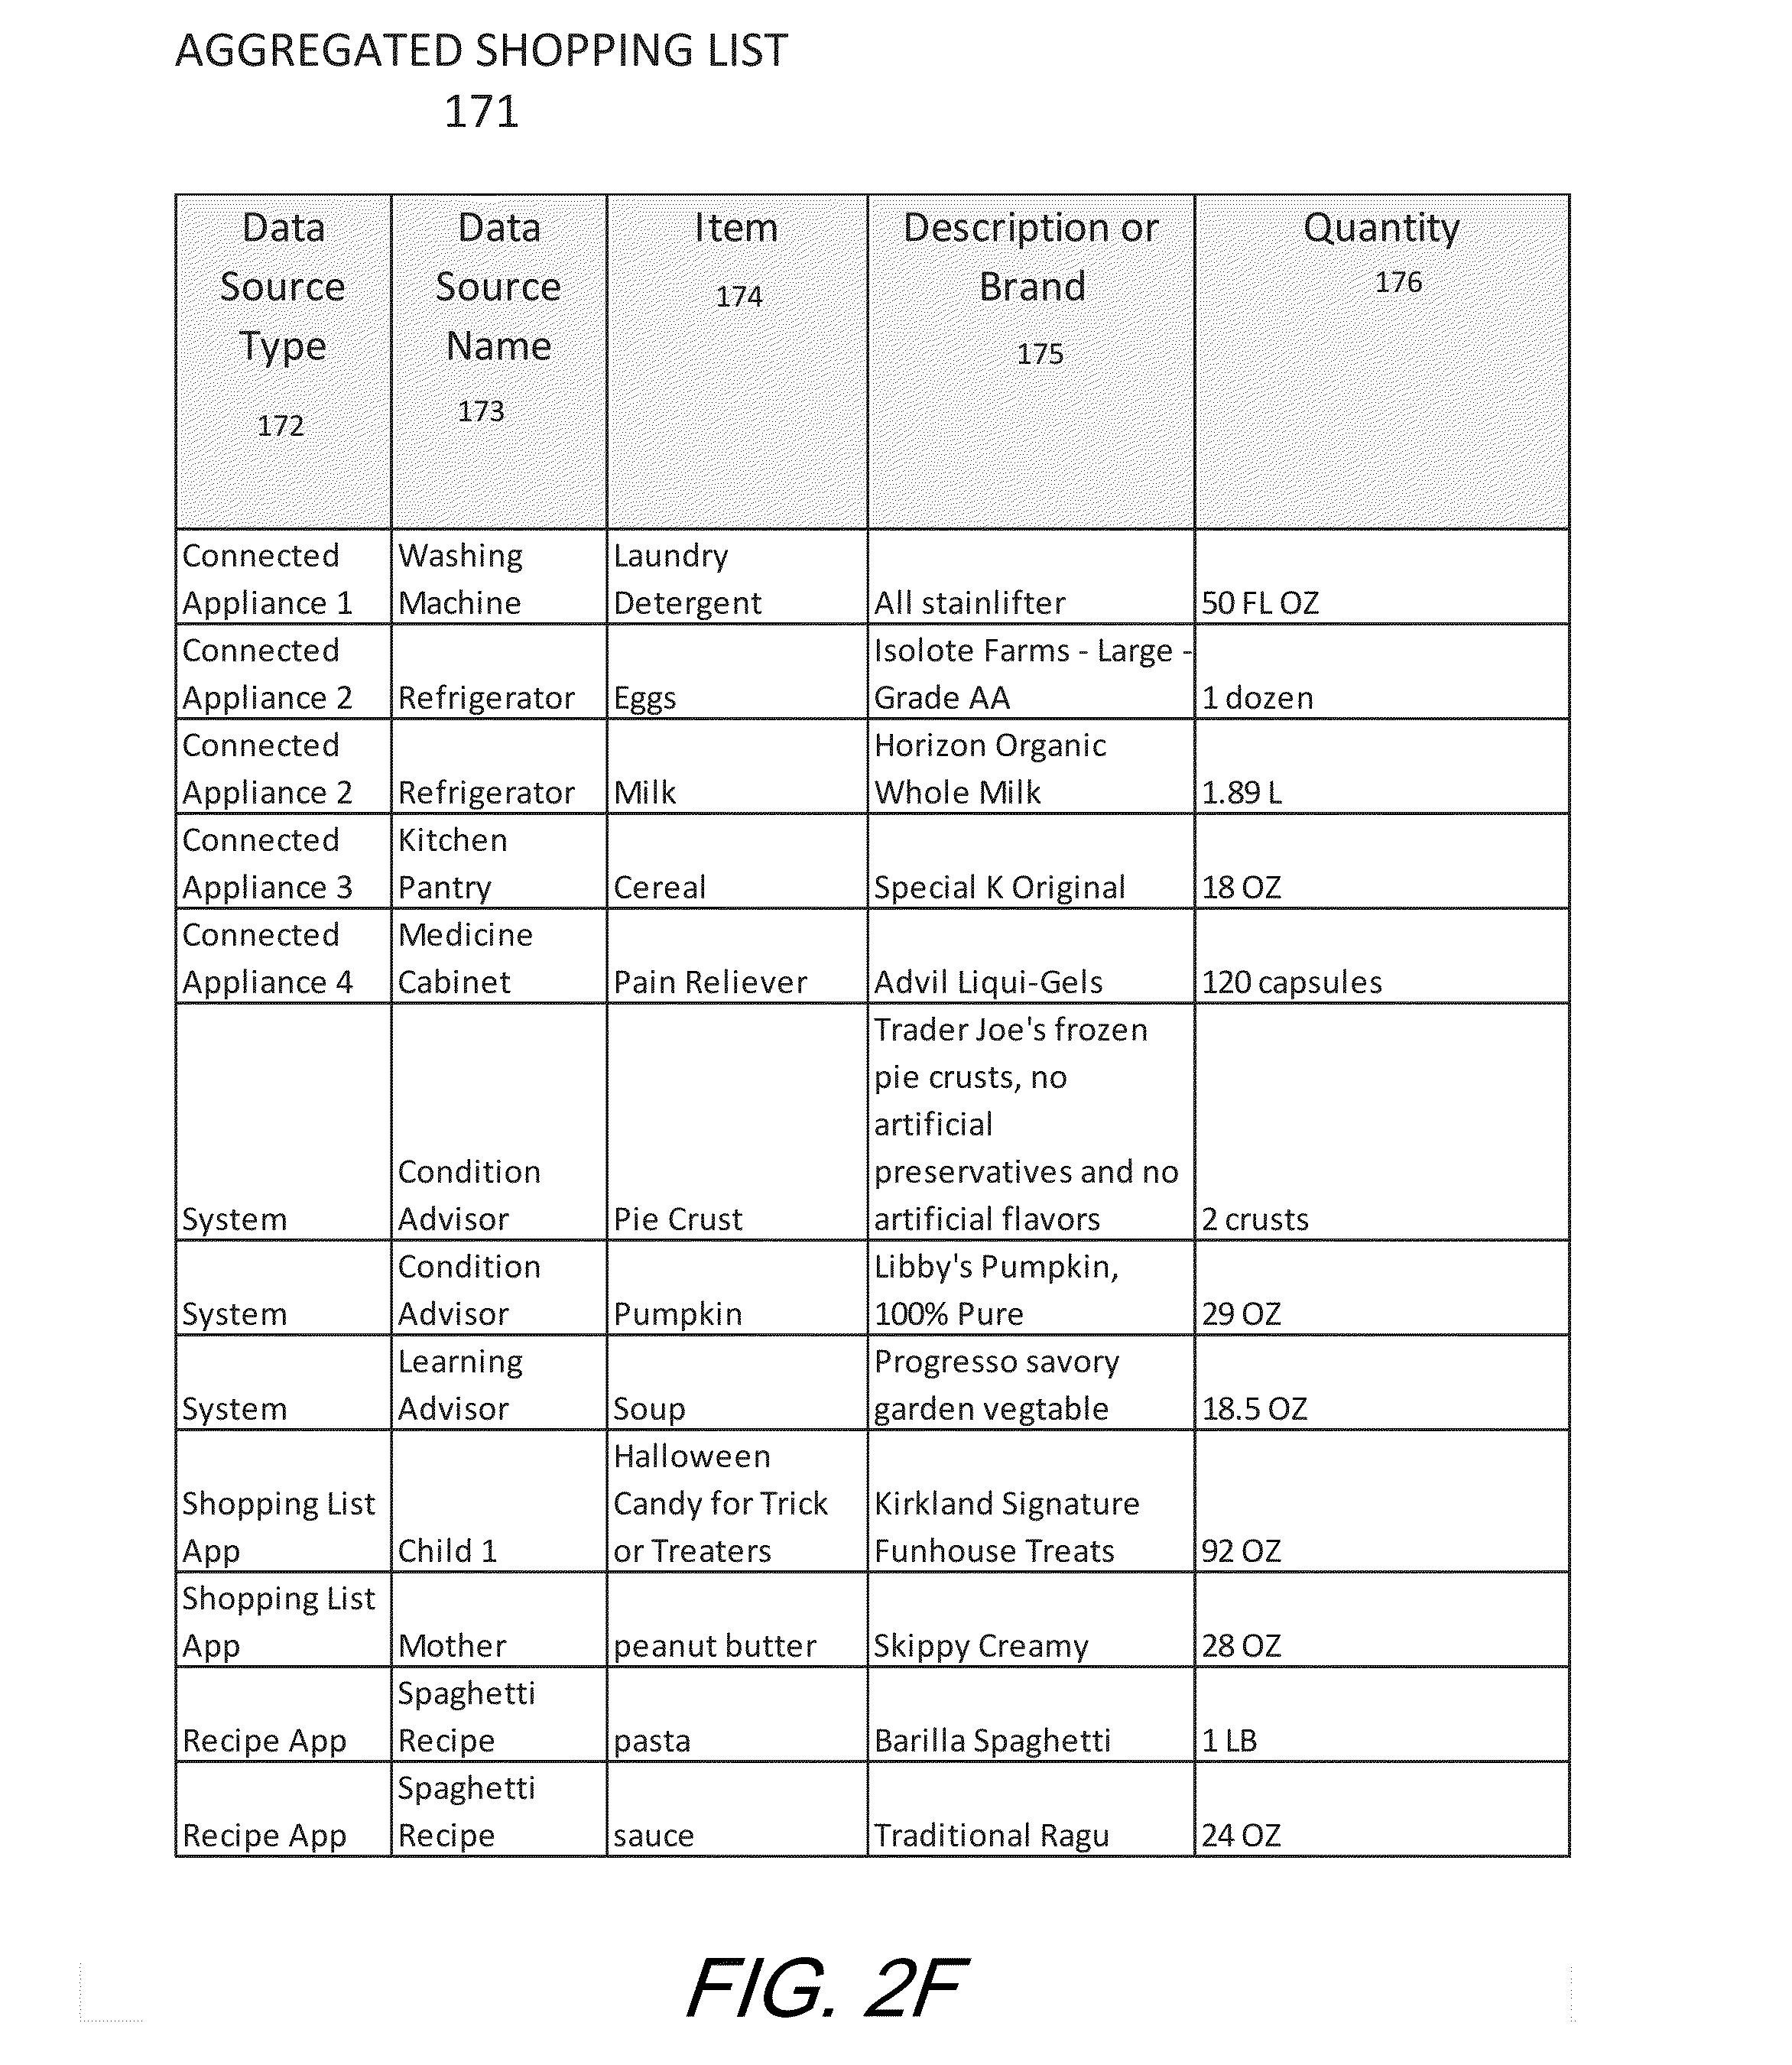 AGGREGATED SHOPPING LIST
171
Data
Source
Type
172
Data
Source
Name
173
Item
174
Description or
Brand
175
Quantity
176
Connected
Appliance 1
Washing
Machine
Laundry
Detergent
All stainlifter
50 FL OZ
Connected
Appliance 2
Refrigerator
Eggs
Isolote Farms - Large -
Grade AA
1 dozen
Connected
Appliance 2
Refrigerator
Milk
Horizon Organic
Whole Milk
1.89 L
Connected
Appliance 3
Kitchen
Pantry
Cereal
Special K Original
18 OZ
Connected
Appliance 4
Medicine
Cabinet
Pain Reliever
Advil Liqui-Gels
120 capsules
System
Condition
Advisor
Pie Crust
Trader Joe's frozen
pie crusts, no
artificial
preservatives and no
artificial flavors
2 crusts
System
Condition
Advisor
Pumpkin
Libby's Pumpkin,
100% Pure
29 OZ
System
Learning
Advisor
Soup
Progresso savory
garden vegtable
18.5 OZ
Shopping List
App
Child 1
Halloween
Candy for Trick
or Treaters
Kirkland Signature
Funhouse Treats
92 OZ
Shopping List
App
Mother
peanut butter
Skippy Creamy
28 OZ
Recipe App
Spaghetti
Recipe
pasta
Barilla Spaghetti
1 LB
Recipe App
Spaghetti
Recipe
sauce
Traditional Ragu
24 OZ
FIG. 2F